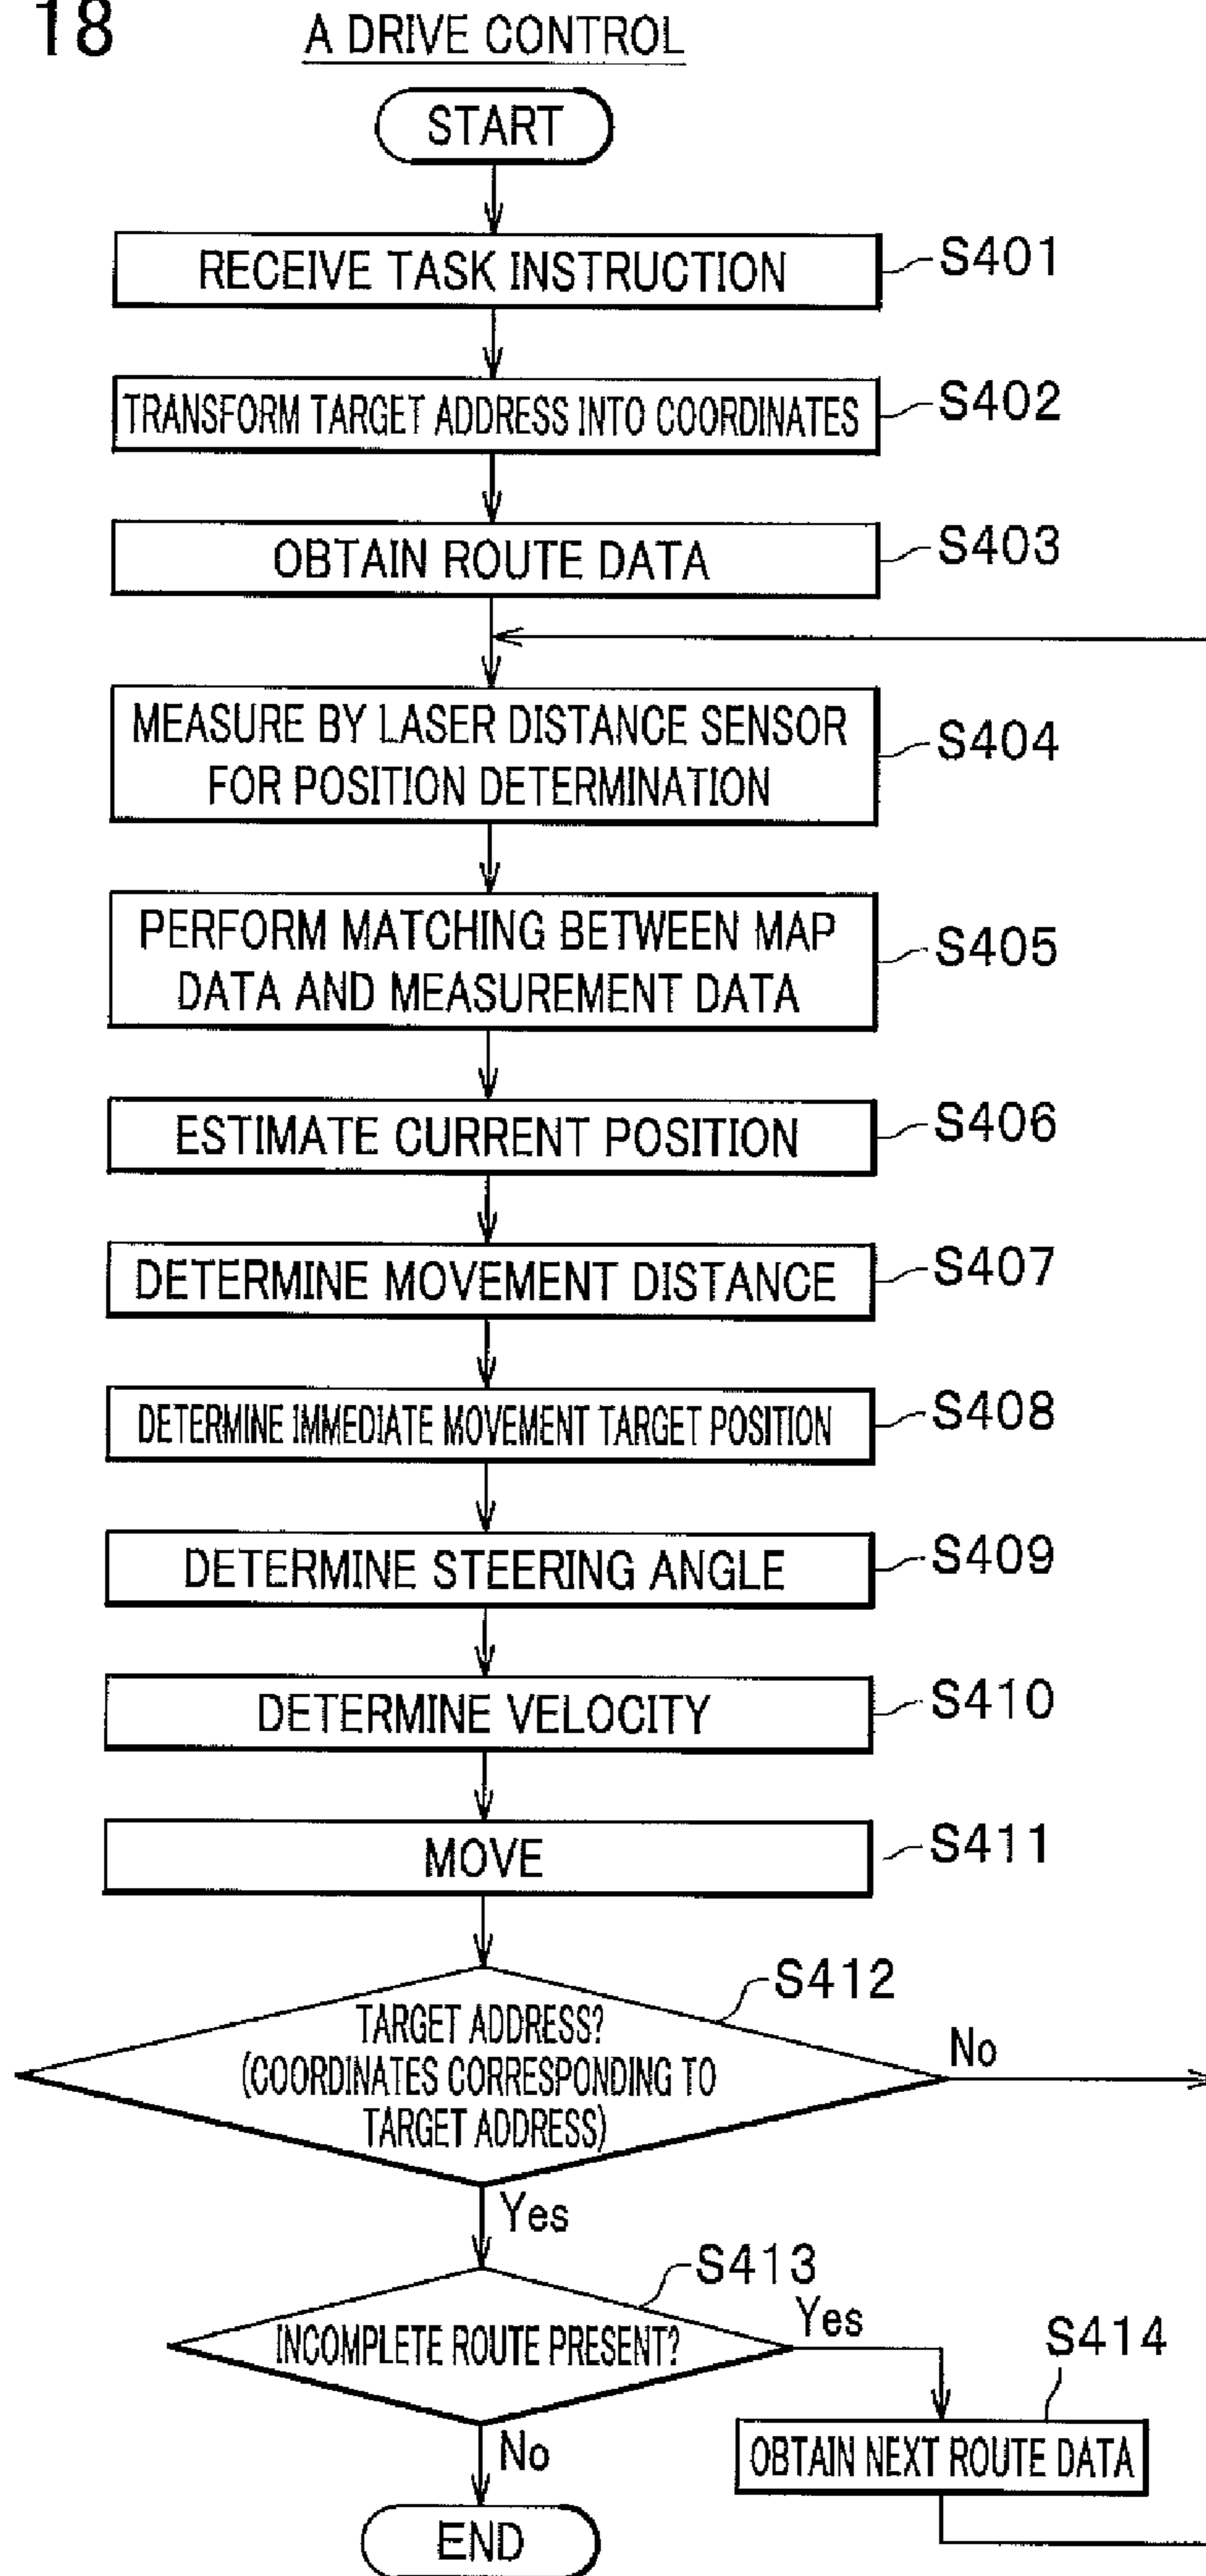 18
A DRIVE CONTROL
START
RECEIVE TASK INSTRUCTION
S401
TRANSFORM TARGET ADDRESS INTO COORDINATES
S402
OBTAIN ROUTE DATA
S403
MEASURE BY LASER DISTANCE SENSOR
FOR POSITION DETERMINATION
S404
PERFORM MATCHING BETWEEN MAP
DATA AND MEASUREMENT DATA
S405
ESTIMATE CURRENT POSITION
S406
DETERMINE MOVEMENT DISTANCE
S407
DETERMINE IMMEDIATE MOVEMENT TARGET POSITION
S408
DETERMINE STEERING ANGLE
S409
DETERMINE VELOCITY
S410
MOVE
S411
S412
TARGET ADDRESS?
(COORDINATES CORRESPONDING TO
TARGET ADDRESS)
No
Yes
S413
INCOMPLETE ROUTE PRESENT?
Yes
S414
OBTAIN NEXT ROUTE DATA
No
END